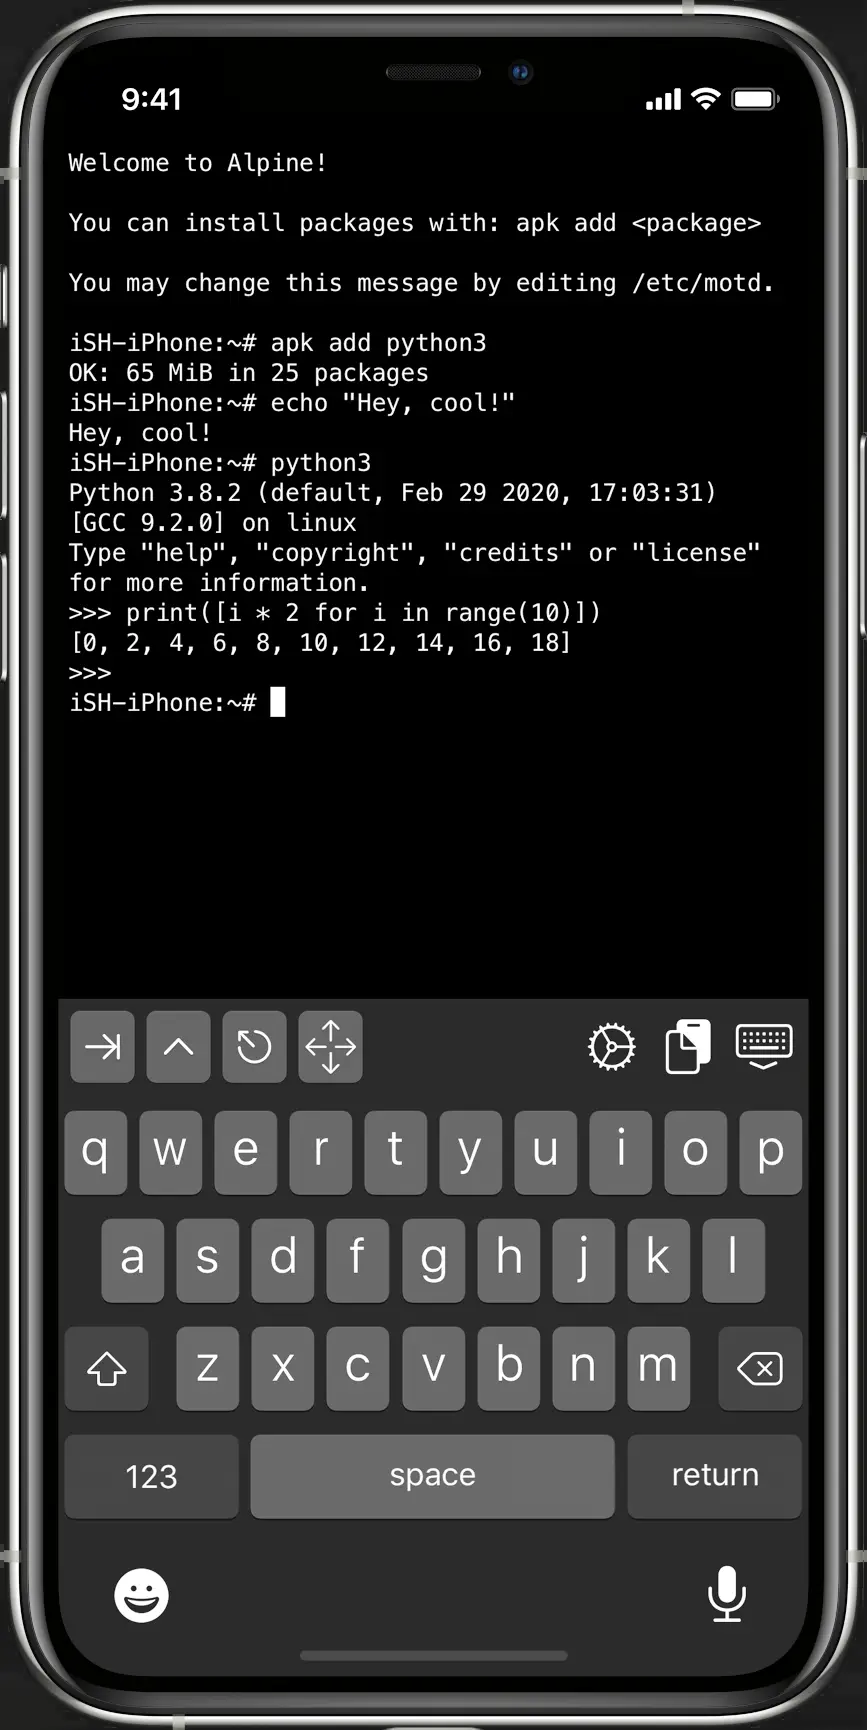 9:41
Welcome to Alpine!
You can install packages with: apk add <package>
You may change this message by editing /etc/motd.
iSH-iPhone:~# apk add python3
OK: 65 MiB in 25 packages
iSH-iPhone:~# echo "Hey, cool!"
Hey, cool!
iSH-iPhone:~# python3
Python 3.8.2 (default, Feb 29 2020, 17:03:31)
[GCC 9.2.0] on linux
Type "help", "copyright", "credits" or "license"
for more information.
>>> print([i * 2 for i in range(10)])
[0, 2, 4, 6, 8, 10, 12, 14, 16, 18]
>>>
iSH-iPhone:~#
q w e r t y u i o p
a s d f g h j k l
z x c v b n m
123 space return